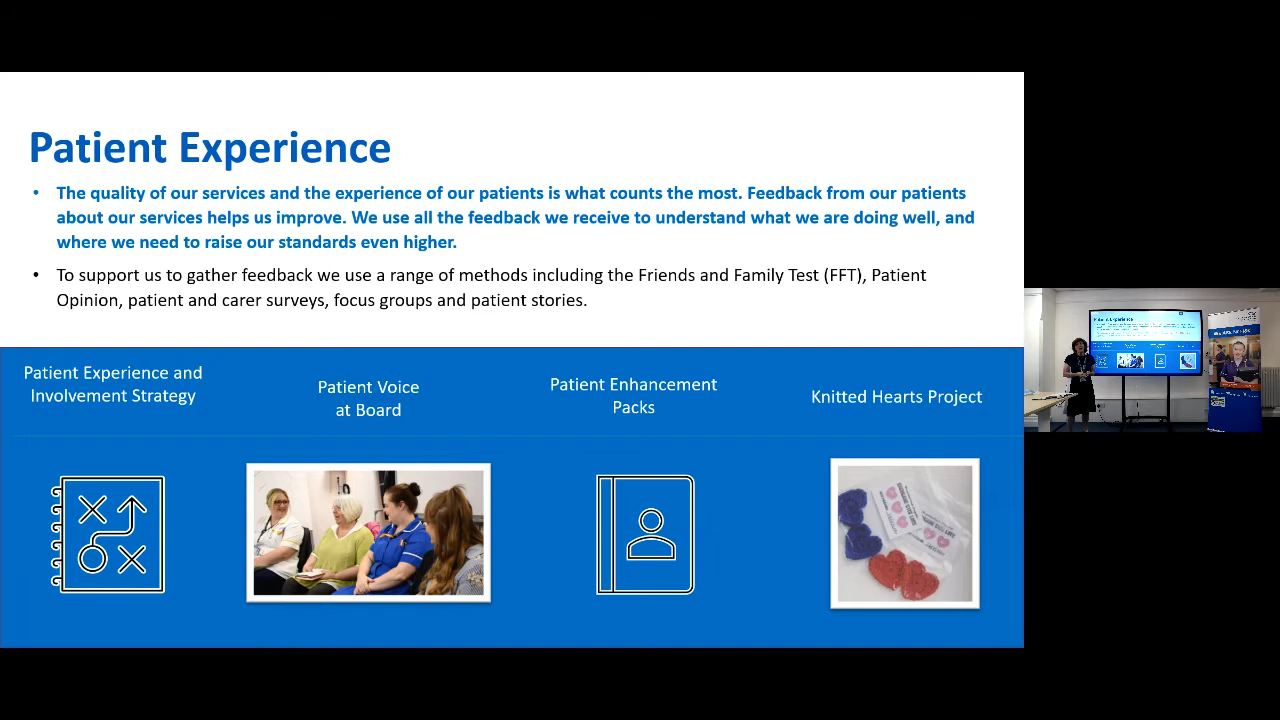 Patient Experience
• The quality of our services and the experience of our patients is what counts the most. Feedback from our patients
about our services helps us improve. We use all the feedback we receive to understand what we are doing well, and
where we need to raise our standards even higher.
• To support us to gather feedback we use a range of methods including the Friends and Family Test (FFT), Patient
Opinion, patient and carer surveys, focus groups and patient stories.
Patient Experience and
Involvement Strategy
Patient Voice
at Board
Patient Enhancement
Packs
Knitted Hearts Project
Patient Experience